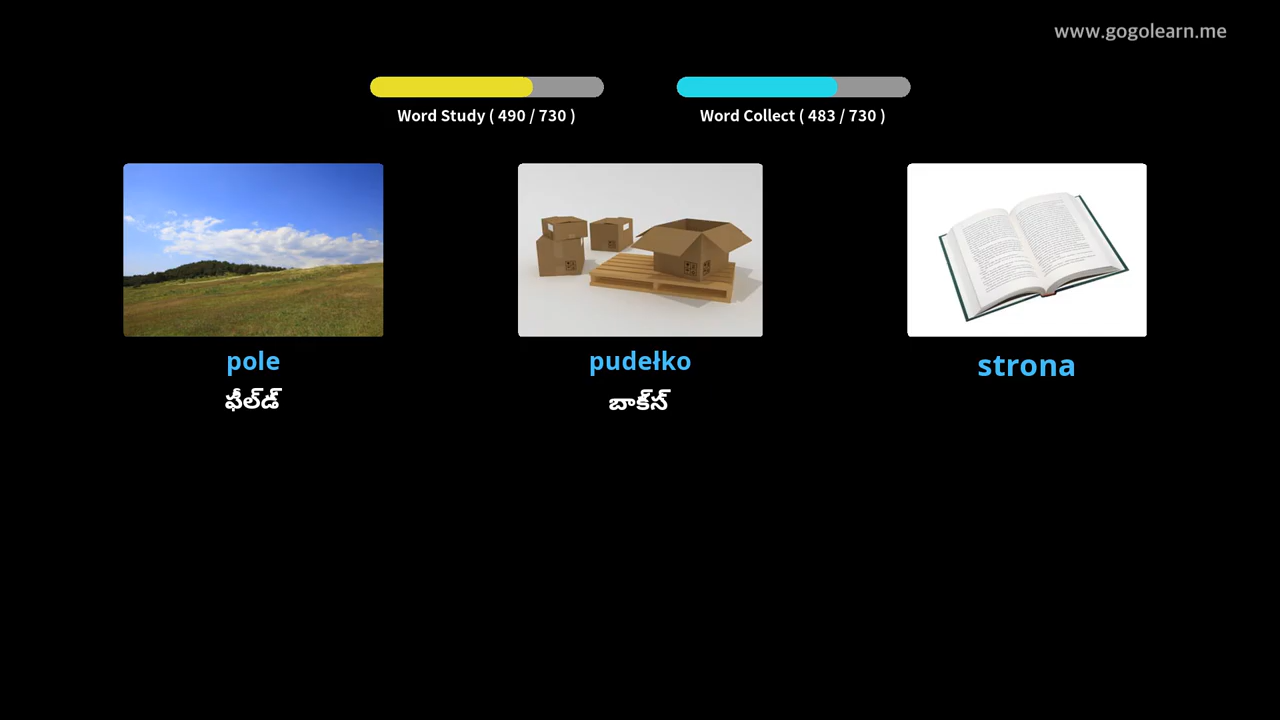 www.gogolearn.me
Word Study ( 490 / 730 )
Word Collect ( 483 / 730 )
pole
ఫీల్డ్
pudełko
బాక్స్
strona